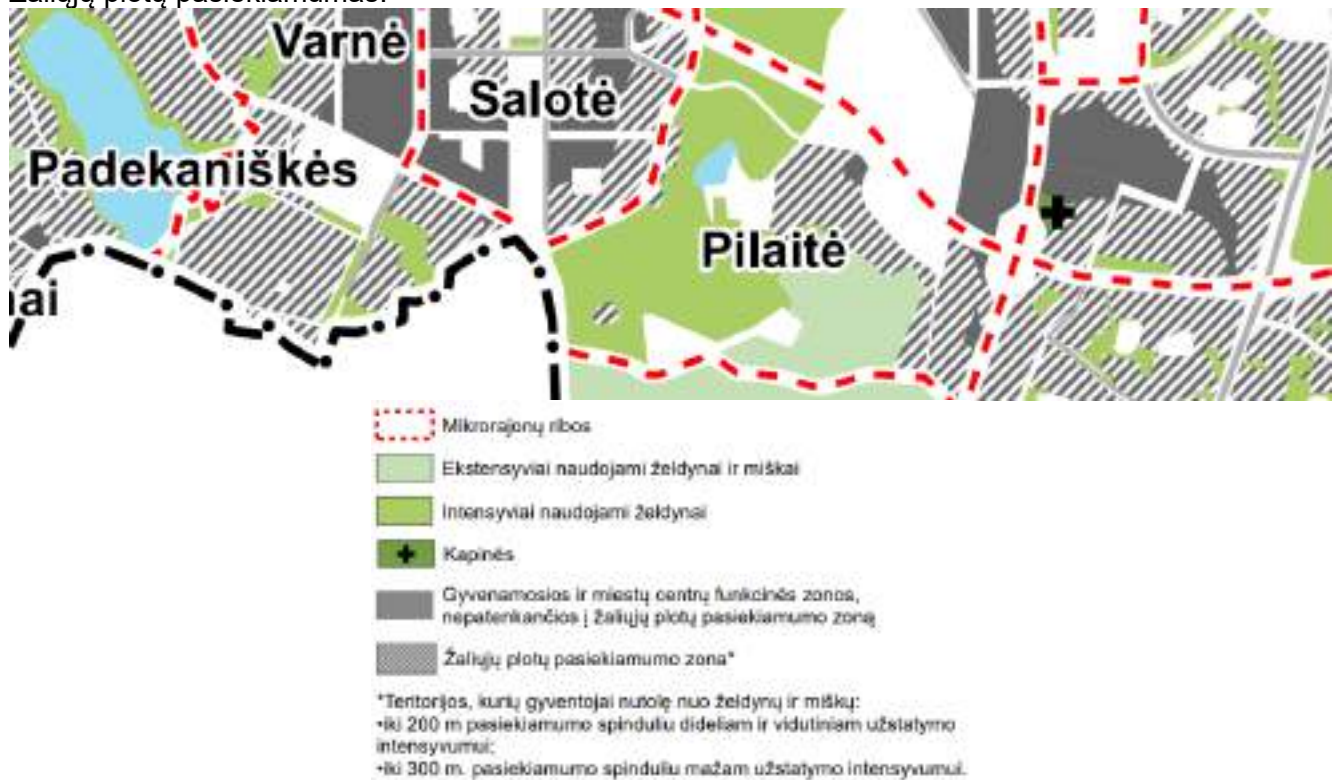 Žaliųjų plotų pasiekiamumas.
Varnė
Salotė
Padekaniškės
Pilaitė
nai
Mikrorajonų ribos
Ekstensyviai naudojami želdynai ir miškai
Intensyviai naudojami želdynai
Kapinės
Gyvenamosios ir miestų centrų funkcinės zonos,
nepatenkančios į žaliųjų plotų pasiekiamumo zoną
Žaliųjų plotų pasiekiamumo zona*
*Teritorijos, kurių gyventojai nutolę nuo želdynų ir miškų:
•iki 200 m pasiekiamumo spinduliu dideliam ir vidutiniam užstatymo
intensyvumui;
•iki 300 m. pasiekiamumo spinduliu mažam užstatymo intensyvumui.